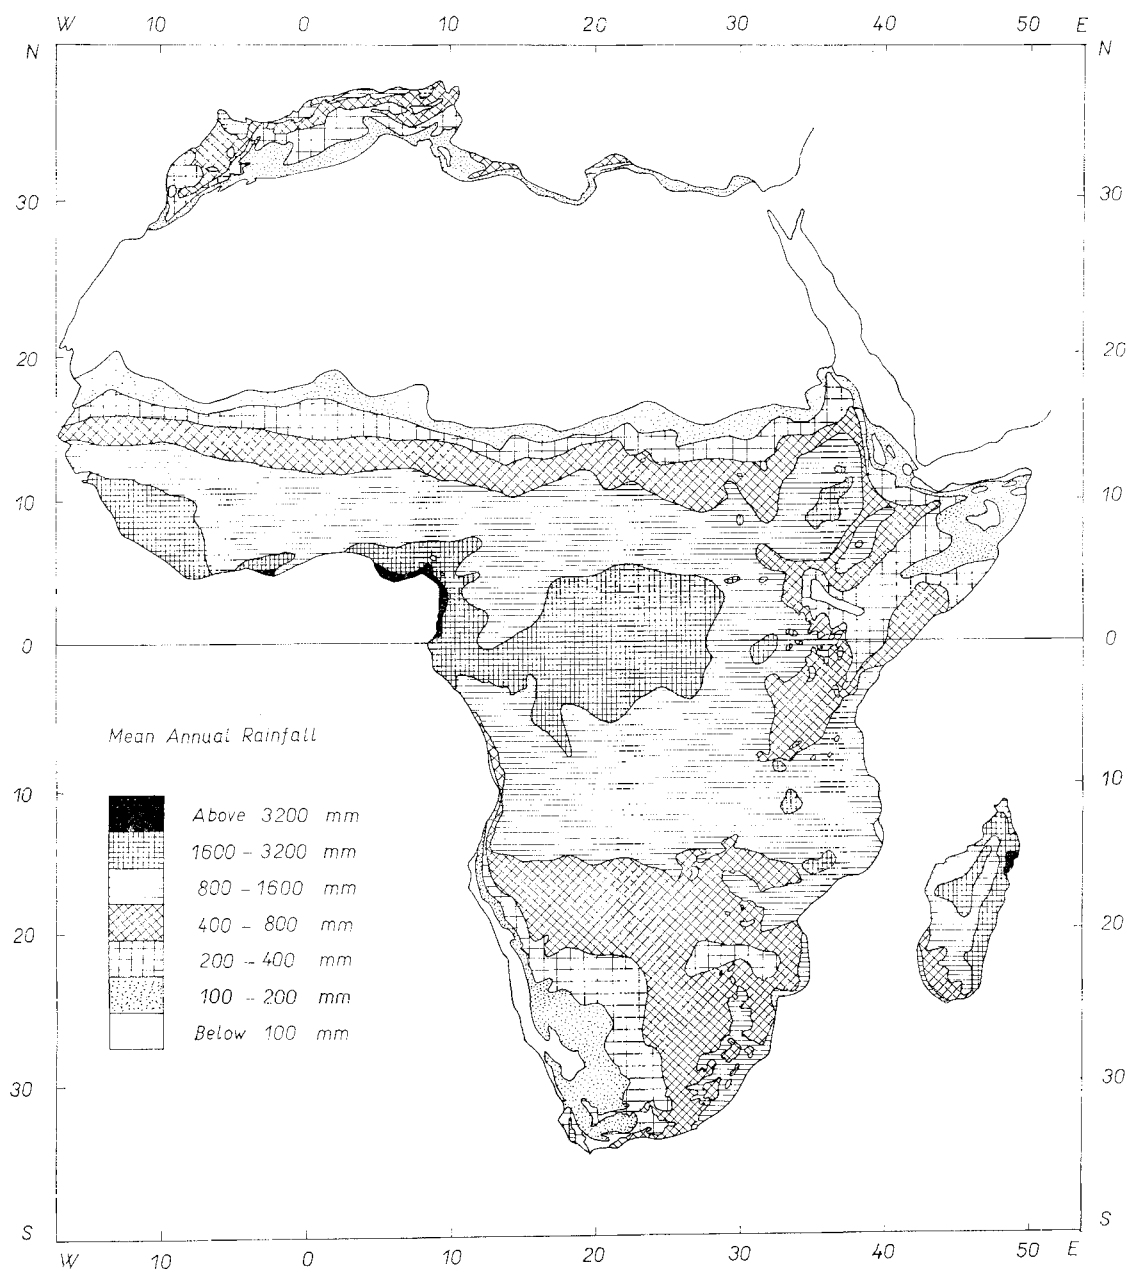 W 10 0 10 20 30 40 50 E
N N
30 30
20 20
10 10
0 0
Mean Annual Rainfall
10 10
Above 3200 mm
1600 - 3200 mm
800 - 1600 mm
400 - 800 mm
20 20
200 - 400 mm
100 - 200 mm
Below 100 mm
30 30
S S
W 10 0 10 20 30 40 50 E